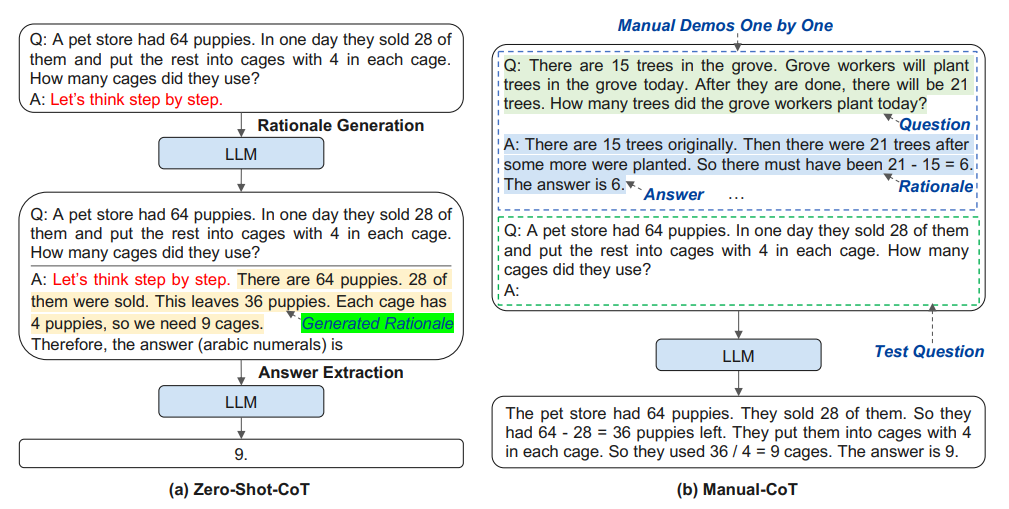 Q: A pet store had 64 puppies. In one day they sold 28 of
them and put the rest into cages with 4 in each cage.
How many cages did they use?
A: Let's think step by step.
Rationale Generation
LLM
Q: A pet store had 64 puppies. In one day they sold 28 of
them and put the rest into cages with 4 in each cage.
How many cages did they use?
A: Let's think step by step. There are 64 puppies. 28 of
them were sold. This leaves 36 puppies. Each cage has
4 puppies, so we need 9 cages.
Generated Rationale
Therefore, the answer (arabic numerals) is
Answer Extraction
LLM
9.
(a) Zero-Shot-CoT
Manual Demos One by One
Q: There are 15 trees in the grove. Grove workers will plant
trees in the grove today. After they are done, there will be 21
trees. How many trees did the grove workers plant today?
Question
A: There are 15 trees originally. Then there were 21 trees after
some more were planted. So there must have been 21 - 15 = 6.
The answer is 6.
Answer
...
Rationale
Q: A pet store had 64 puppies. In one day they sold 28 of them
and put the rest into cages with 4 in each cage. How many
cages did they use?
A:
Test Question
LLM
The pet store had 64 puppies. They sold 28 of them. So they
had 64 - 28 = 36 puppies left. They put them into cages with 4
in each cage. So they used 36 / 4 = 9 cages. The answer is 9.
(b) Manual-CoT